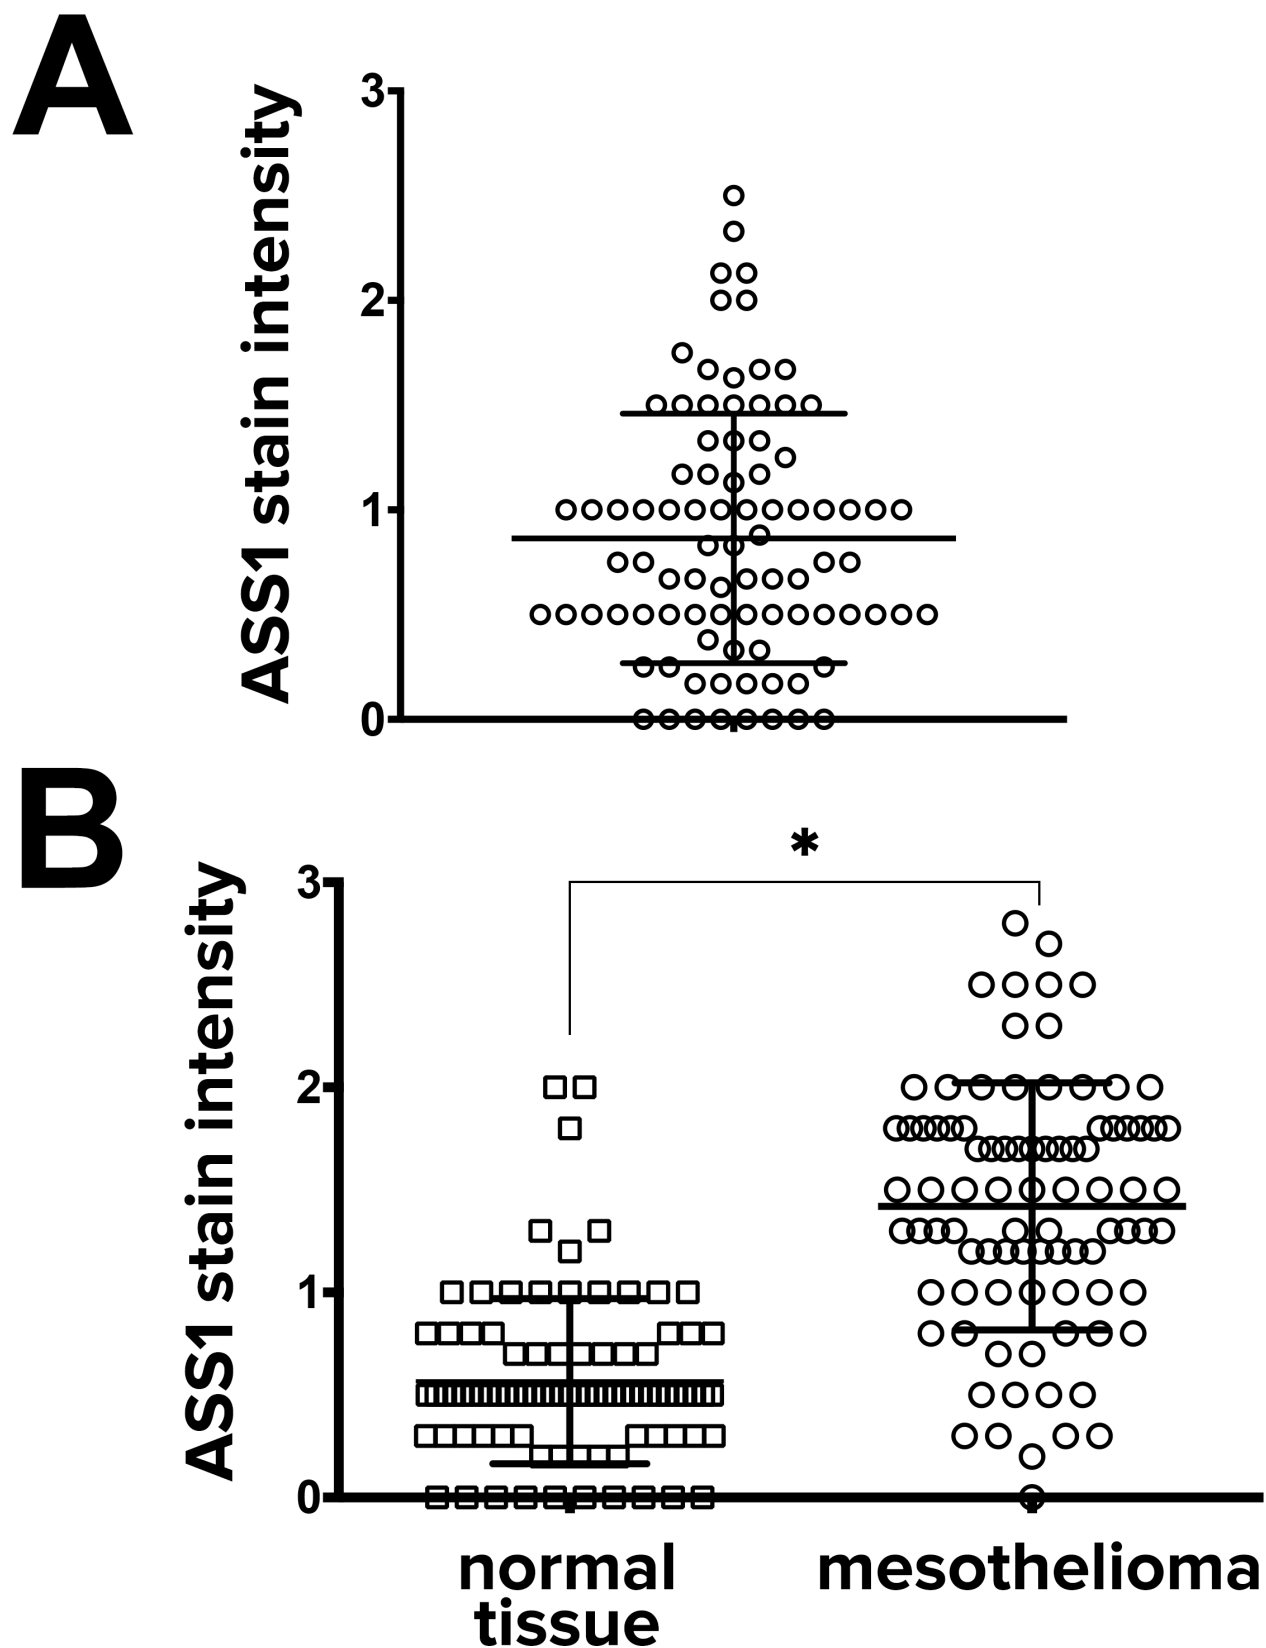 A
ASS1 stain intensity
3
2
1
0
B
ASS1 stain intensity
*
3
2
1
0
normal
tissue
mesothelioma